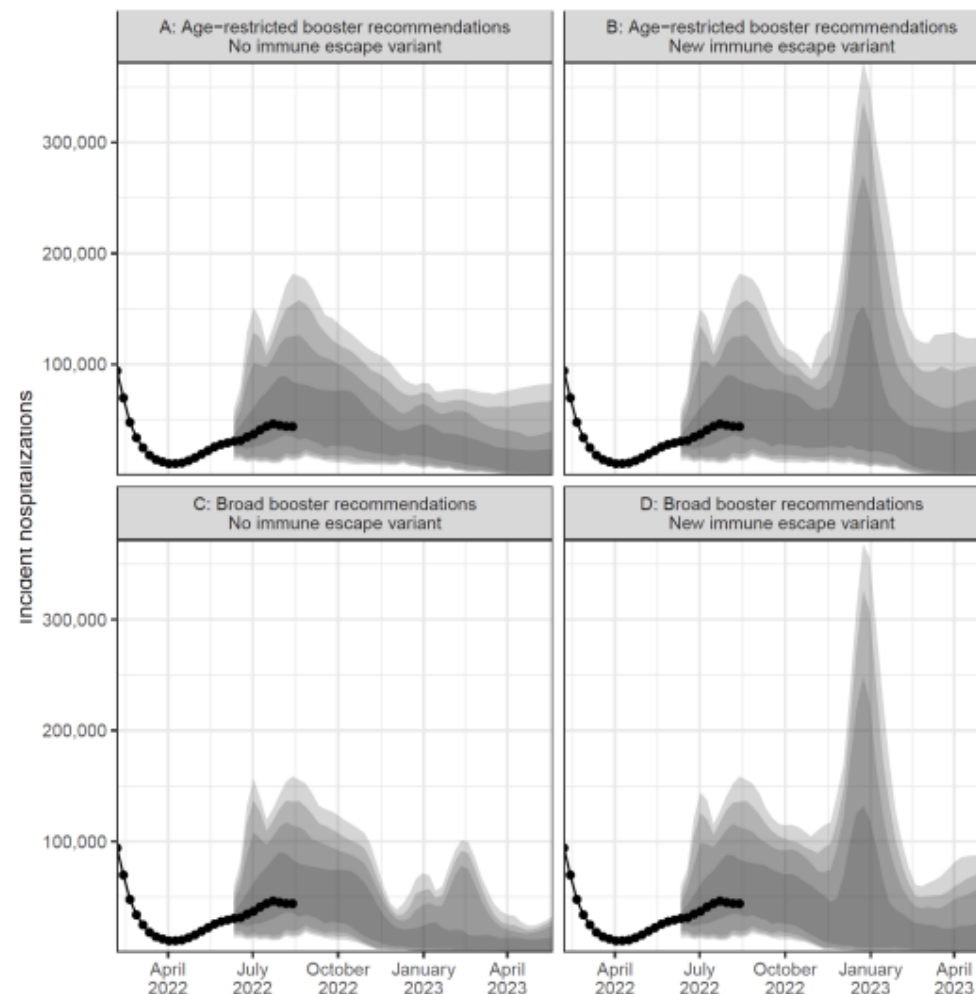 A: Age-restricted booster recommendations
No immune escape variant
B: Age-restricted booster recommendations
New immune escape variant
300,000
200,000
100,000
Incident hospitalizations
C: Broad booster recommendations
No immune escape variant
D: Broad booster recommendations
New immune escape variant
300,000
200,000
100,000
April
2022
July
2022
October
2022
January
2023
April
2023
April
2022
July
2022
October
2022
January
2023
April
2023